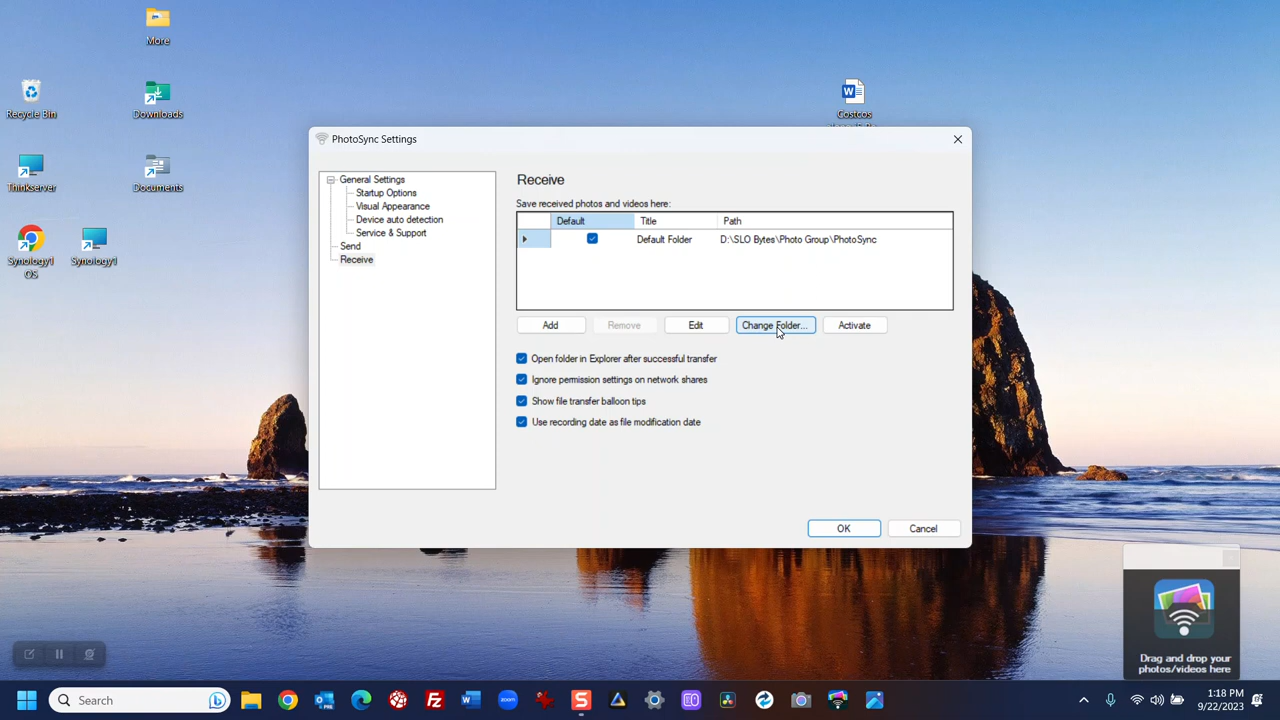 More
Recycle Bin
Downloads
Costcos
Thinkserver
Documents
Synology1
OS
Synology1
PhotoSync Settings
General Settings
Startup Options
Visual Appearance
Device auto detection
Service & Support
Send
Receive
Receive
Save received photos and videos here:
Default Title Path
Default Folder D:\SLO Bytes\Photo Group\PhotoSync
Add Remove Edit Change Folder... Activate
Open folder in Explorer after successful transfer
Ignore permission settings on network shares
Show file transfer balloon tips
Use recording date as file modification date
OK Cancel
Drag and drop your
photos/videos here
Search
1:18 PM
9/22/2023